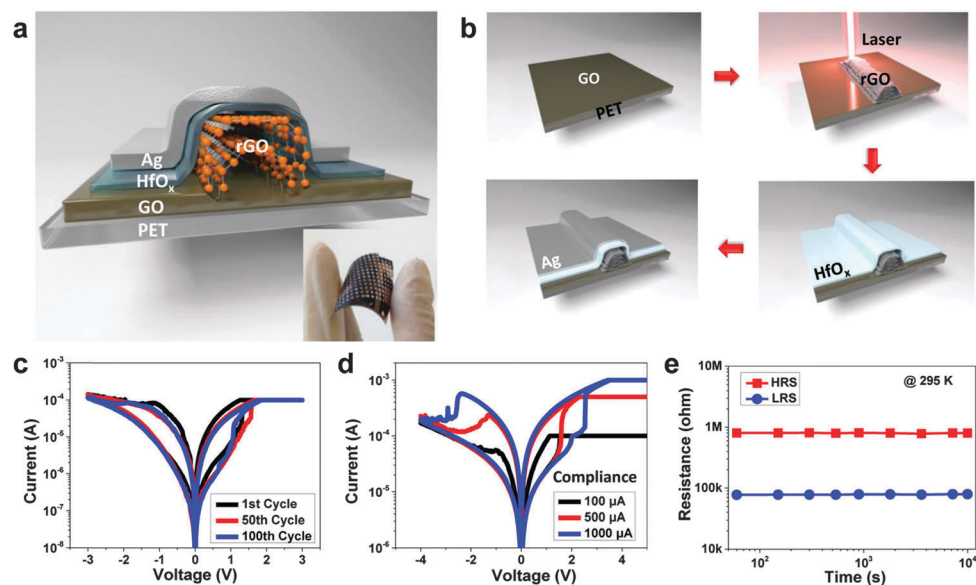 a
Ag
rGO
HfOx
GO
PET
b
GO
PET
Laser
rGO
Ag
HfOx
c
10⁻³
10⁻⁴
10⁻⁵
10⁻⁶
10⁻⁷
10⁻⁸
Current (A)
-3 -2 -1 0 1 2 3
Voltage (V)
1st Cycle
50th Cycle
100th Cycle
d
10⁻³
10⁻⁴
10⁻⁵
10⁻⁶
Current (A)
-4 -2 0 2 4
Voltage (V)
Compliance
100 μA
500 μA
1000 μA
e
10M
1M
100k
10k
Resistance (ohm)
HRS
LRS
@ 295 K
10² 10³ 10⁴
Time (s)